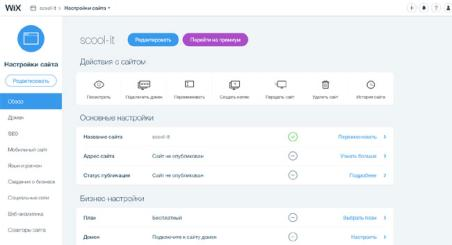 WiX scool-it > Настройки сайта
Настройки сайта
Редактировать
Обзор
Домен
SEO
Мобильный сайт
Язык и регион
Сведения о бизнесе
Социальные сети
Веб-аналитика
Соавторы сайта
scool-it Редактировать Перейти на премиум
Действия с сайтом
Посмотреть Подключить домен Переименовать Создать копию Передать сайт Удалить сайт История сайта
Основные настройки
Название сайта scool-it Переименовать >
Адрес сайта Сайт не опубликован Узнать больше >
Статус публикации Сайт не опубликован Подробнее >
Бизнес-настройки
План Бесплатный Выбрать план >
Домен Подключите к сайту домен Настроить >